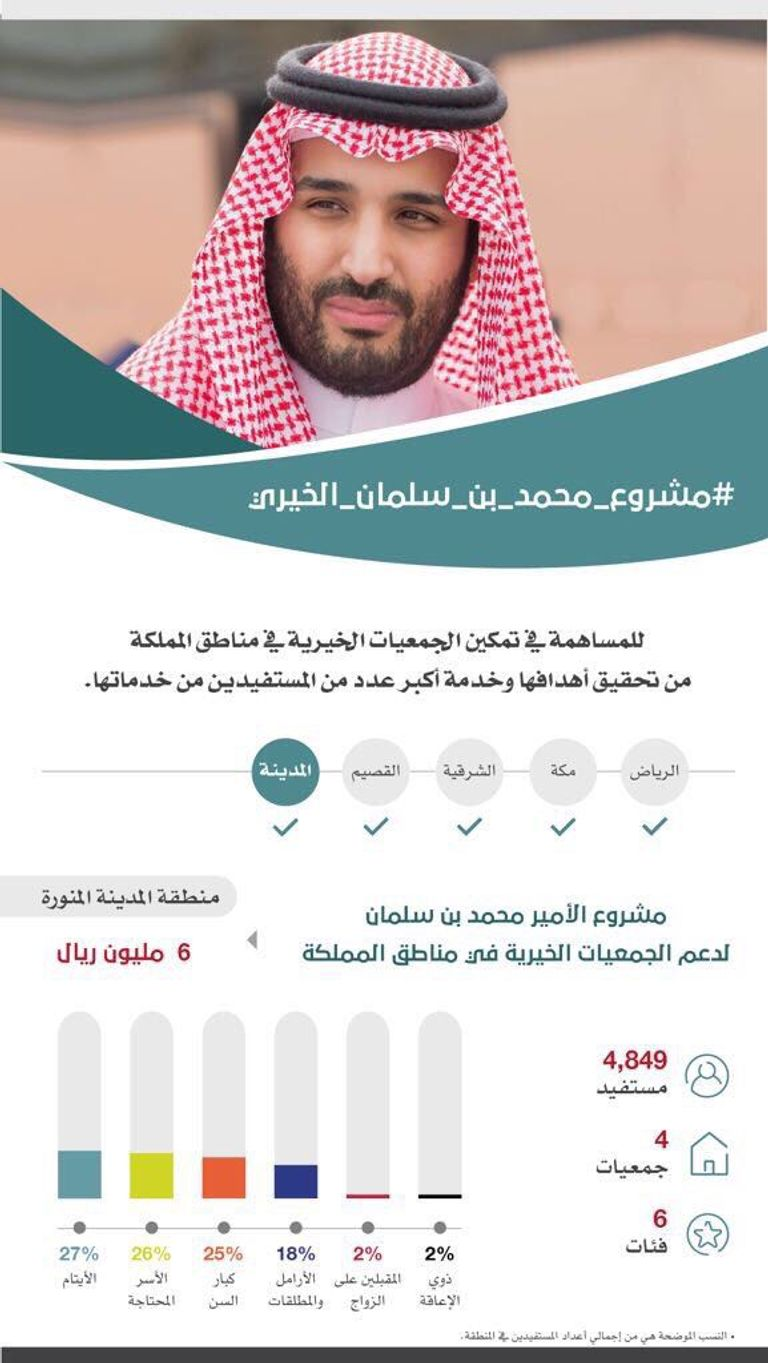 #مشروع_محمد_بن_سلمان_الخيري
للمساهمة في تمكين الجمعيات الخيرية في مناطق المملكة
من تحقيق أهدافها وخدمة أكبر عدد من المستفيدين من خدماتها.
الرياض
مكة
الشرقية
القصيم
المدينة
مشروع الأمير محمد بن سلمان
لدعم الجمعيات الخيرية في مناطق المملكة
منطقة المدينة المنورة
6 مليون ريال
4,849
مستفيد
4
جمعيات
6
فئات
2%
ذوي
الإعاقة
2%
المقبلين على
الزواج
18%
الأرامل
والمطلقات
25%
كبار
السن
26%
الأسر
المحتاجة
27%
الأيتام
• النسب الموضحة هي من إجمالي أعداد المستفيدين في المنطقة.